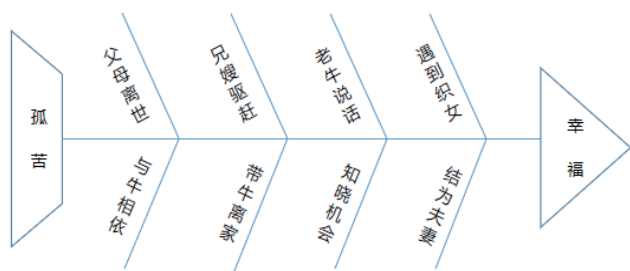 孤苦
父母离世
兄嫂驱赶
老牛说话
遇到织女
与牛相依
带牛离家
知晓机会
结为夫妻
幸福